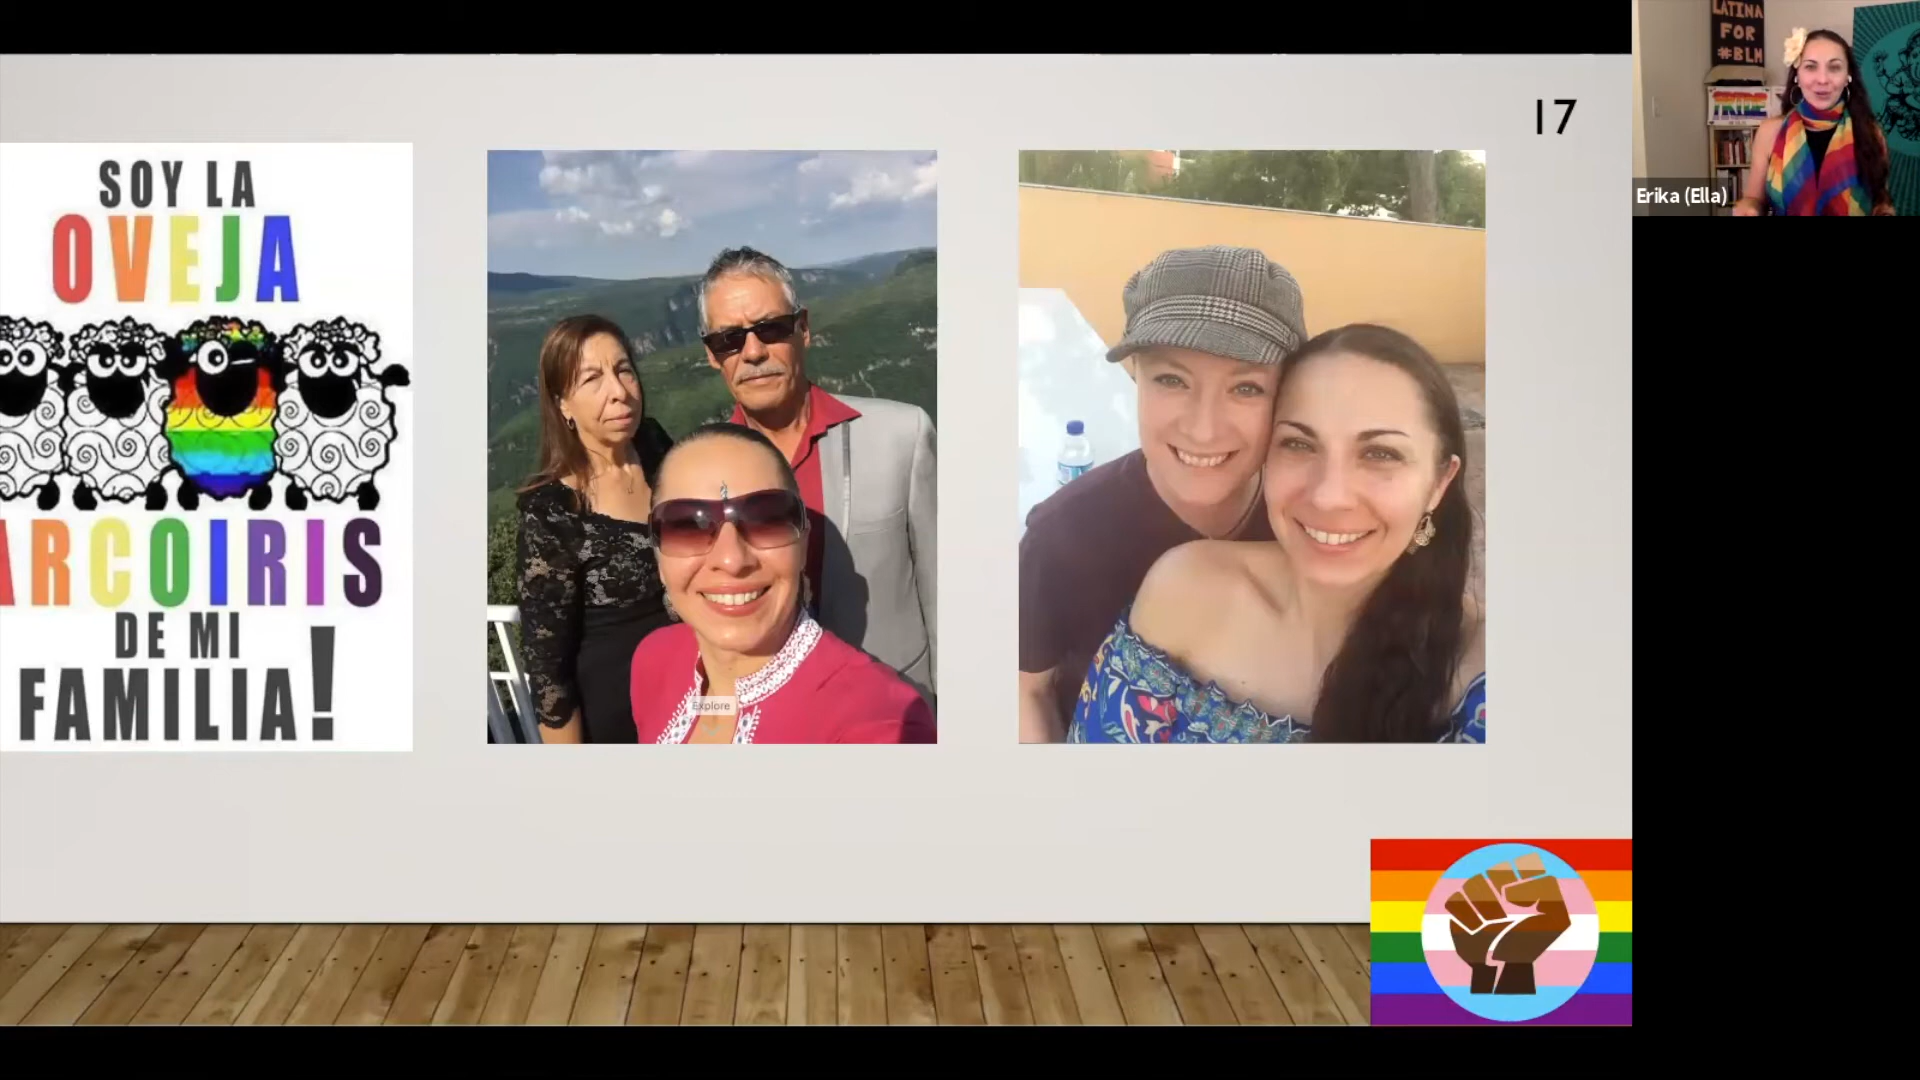 SOY LA
OVEJA
ARCOIRIS
DE MI
FAMILIA!
Explore
17
LATINA
FOR
#BLM
PRIDE
Erika (Ella)